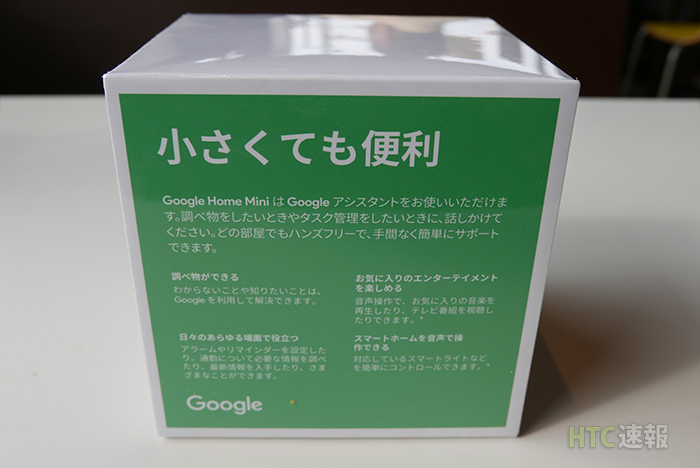 小さくても便利
Google Home Mini は Google アシスタントをお使いいただけま
す。調べ物をしたいときやタスク管理をしたいときに、話しかけて
ください。どの部屋でもハンズフリーで、手間なく簡単にサポート
できます。
調べ物ができる
わからないことや知りたいことは、
Google を利用して解決できます。
お気に入りのエンターテイメント
を楽しめる
音声操作で、お気に入りの音楽を
再生したり、テレビ番組を視聴し
たりできます。*
日々のあらゆる場面で役立つ
アラームやリマインダーを設定した
り、通勤について必要な情報を調べ
たり、最新情報を入手したり、さま
ざまなことができます。
スマートホームを音声で操
作できる
対応しているスマートライトなど
を簡単にコントロールできます。*
Google
HTC速報